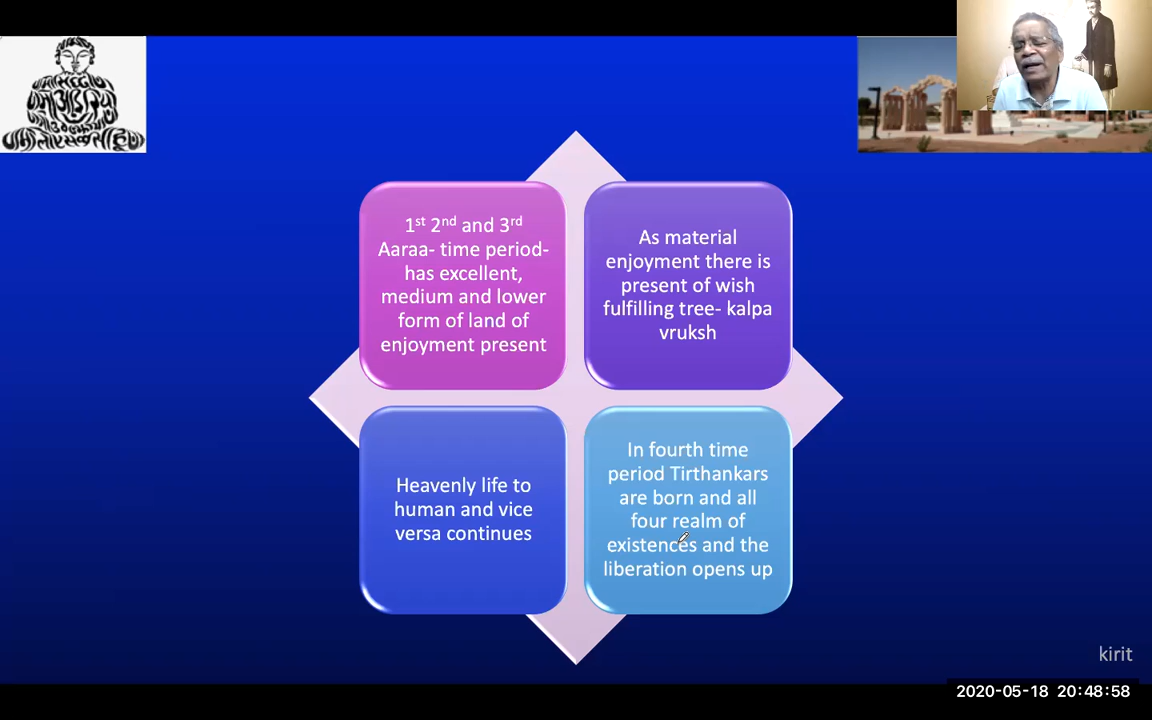 1st 2nd and 3rd
Aaraa- time period-
has excellent,
medium and lower
form of land of
enjoyment present
As material
enjoyment there is
present of wish
fulfilling tree- kalpa
vruksh
Heavenly life to
human and vice
versa continues
In fourth time
period Tirthankars
are born and all
four realm of
existences and the
liberation opens up
kirit
2020-05-18 20:48:58